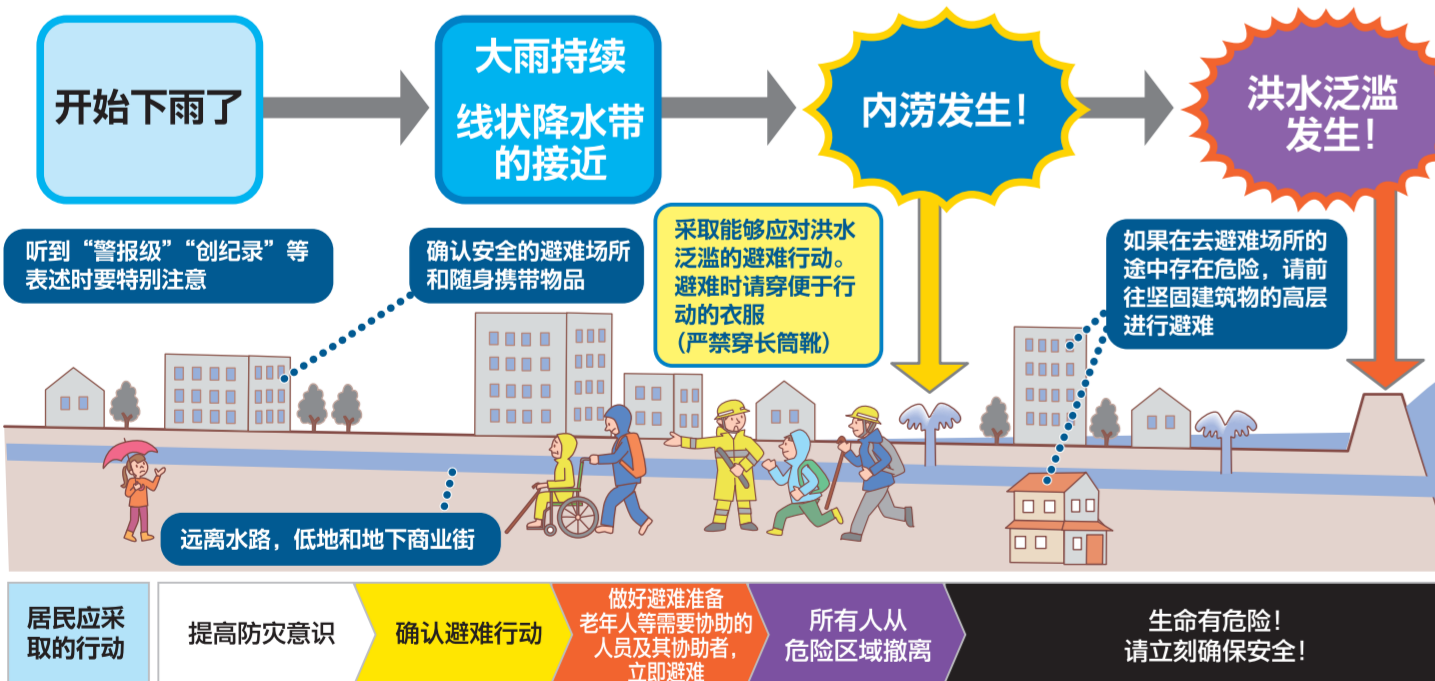 开始下雨了
大雨持续
线状降水带
的接近
内涝发生！
洪水泛滥
发生！
听到“警报级”“创纪录”等
表述时要特别注意
确认安全的避难场所
和随身携带物品
采取能够应对洪水
泛滥的避难行动。
避难时请穿便于行
动的衣服
（严禁穿长筒靴）
如果在去避难场所的
途中存在危险，请前
往坚固建筑物的高层
进行避难
远离水路，低地和地下商业街
居民应采
取的行动
提高防灾意识
确认避难行动
做好避难准备
老年人等需要协助的
人员及其协助者，
立即避难
所有人从
危险区域撤离
生命有危险！
请立刻确保安全！